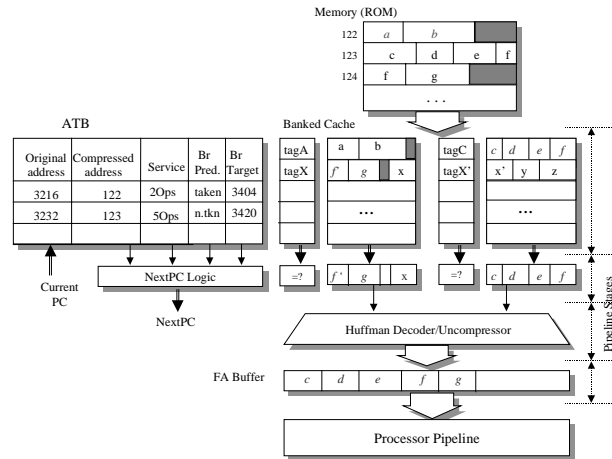 Memory (ROM)
122 a b
123 c d e f
124 f g
. . .
ATB
Banked Cache
Original address Compressed address Service Br Pred. Br Target
3216 122 2Ops taken 3404
3232 123 5Ops n.tkn 3420
tagA a b tagC c d e f
tagX f' g x tagX' x' y z
... ...
Current PC
NextPC Logic
NextPC
=? f' g x =? c d e f
Pipeline Stages
Huffman Decoder/Uncompressor
FA Buffer c d e f g
Processor Pipeline